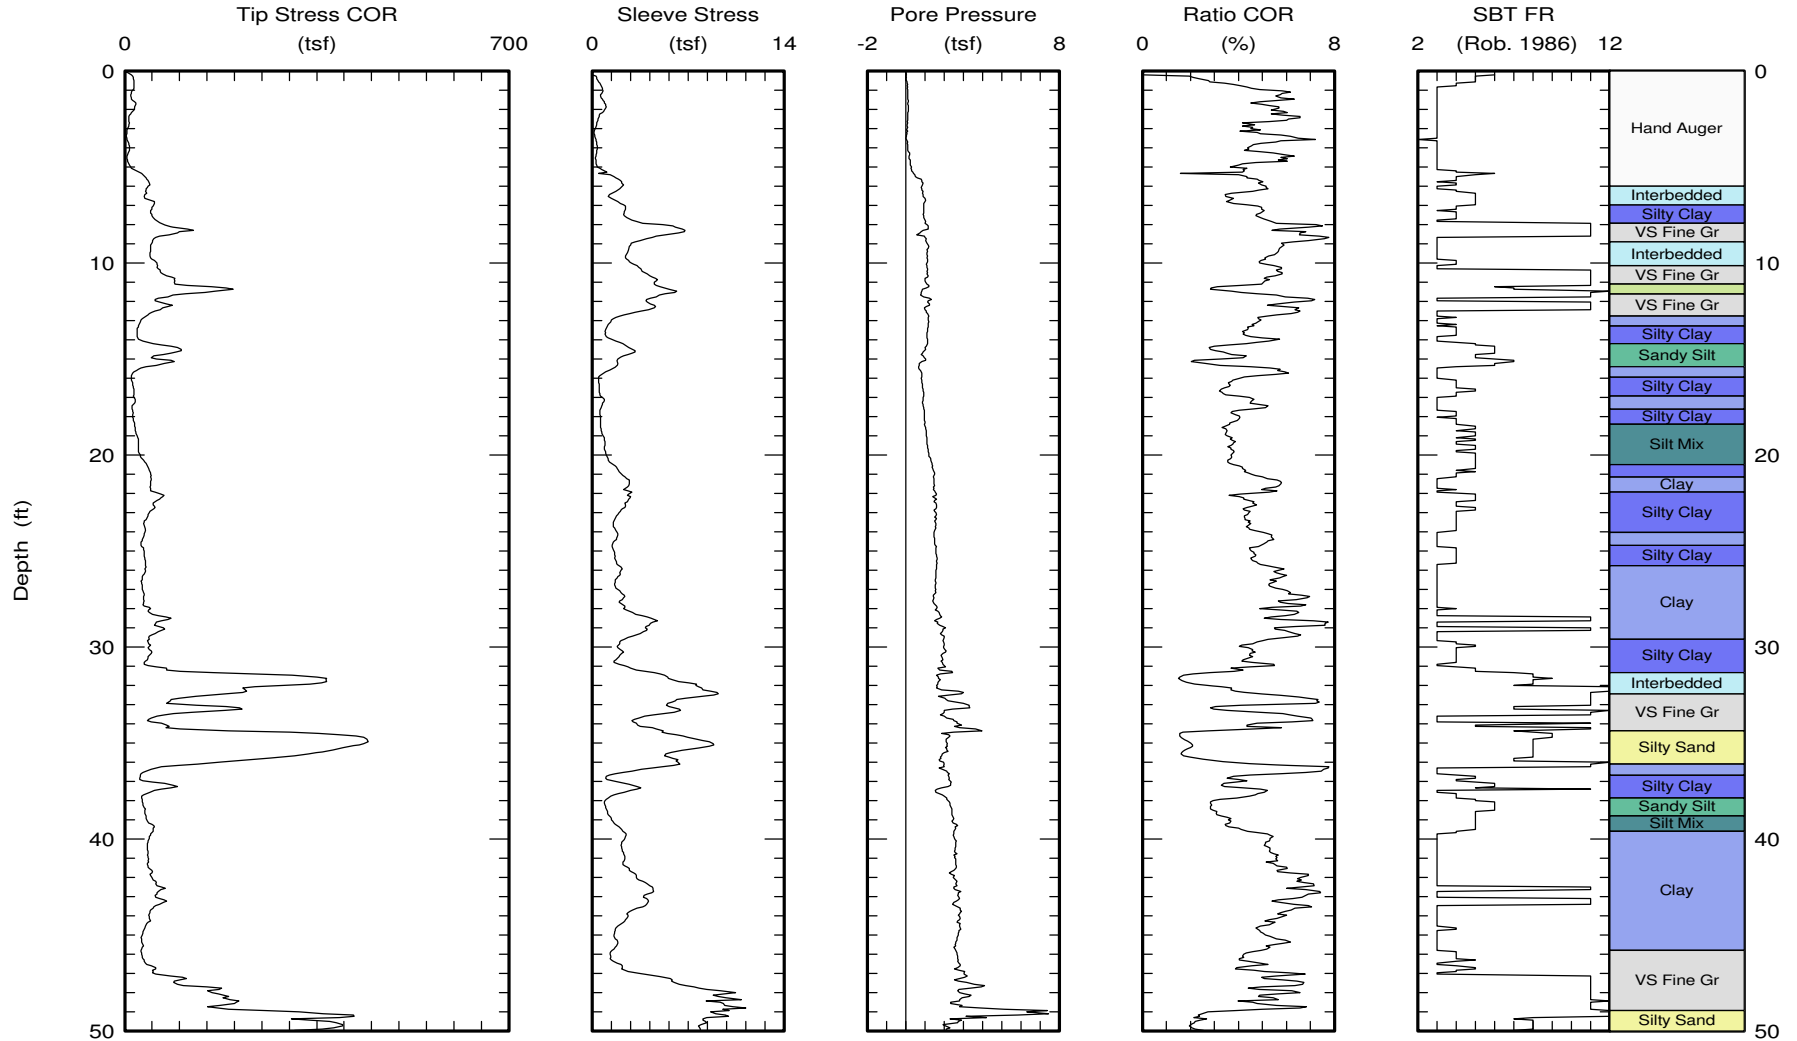 Tip Stress COR Sleeve Stress Pore Pressure Ratio COR SBT FR
0 (tsf) 700 0 (tsf) 14 -2 (tsf) 8 0 (%) 8 2 (Rob. 1986) 12
0 0
Hand Auger
Interbedded
Silty Clay
VS Fine Gr
Interbedded
10 10
VS Fine Gr
VS Fine Gr
Silty Clay
Sandy Silt
Silty Clay
Silty Clay
Silt Mix
20 20
Clay
Silty Clay
Silty Clay
Depth (ft)
Clay
30 30
Silty Clay
Interbedded
VS Fine Gr
Silty Sand
Silty Clay
Sandy Silt
Silt Mix
40 40
Clay
VS Fine Gr
Silty Sand
50 50